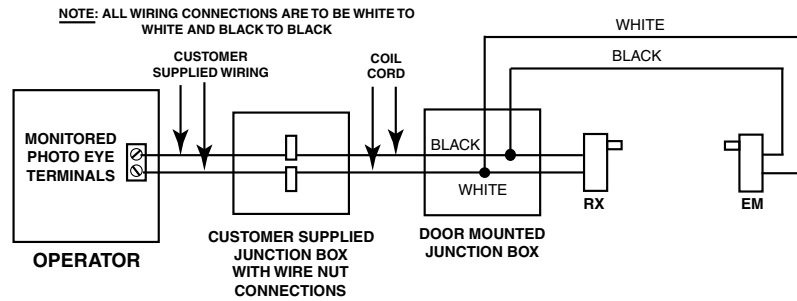 NOTE: ALL WIRING CONNECTIONS ARE TO BE WHITE TO
WHITE AND BLACK TO BLACK
WHITE
BLACK
CUSTOMER
SUPPLIED WIRING
COIL
CORD
MONITORED
PHOTO EYE
TERMINALS
BLACK
WHITE
RX
EM
OPERATOR
CUSTOMER SUPPLIED
JUNCTION BOX
WITH WIRE NUT
CONNECTIONS
DOOR MOUNTED
JUNCTION BOX